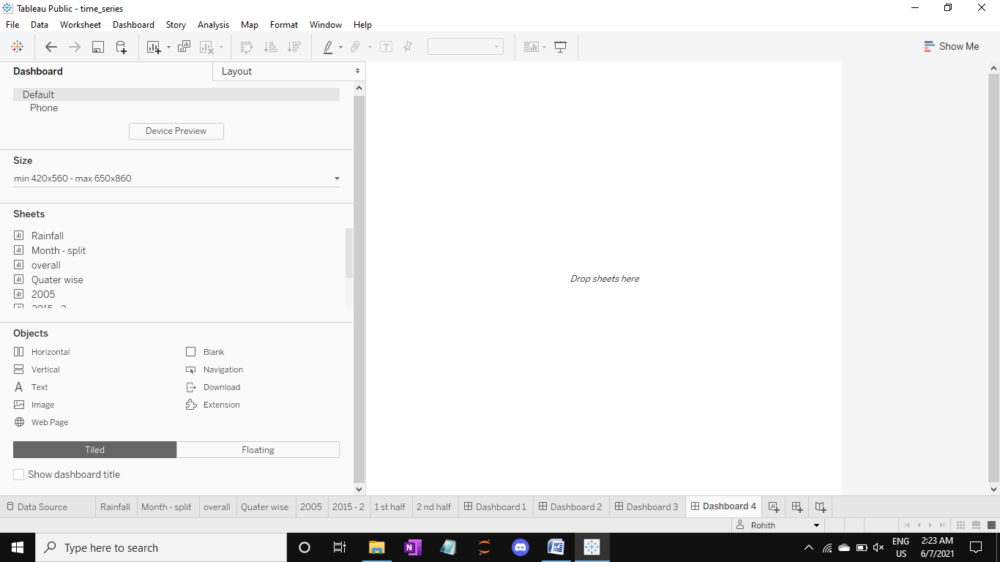 Tableau Public - time_series
File Data Worksheet Dashboard Story Analysis Map Format Window Help
Show Me
Dashboard Layout
Default
Phone
Device Preview
Size
min 420x560 - max 650x860
Sheets
Rainfall
Month - split
overall
Quater wise
2005
2015 - 2
Drop sheets here
Objects
Horizontal Blank
Vertical Navigation
Text Download
Image Extension
Web Page
Tiled Floating
Show dashboard title
Data Source Rainfall Month - split overall Quater wise 2005 2015 - 2 1 st half 2 nd half Dashboard 1 Dashboard 2 Dashboard 3 Dashboard 4
Rohith
Type here to search
ENG 2:23 AM
US 6/7/2021